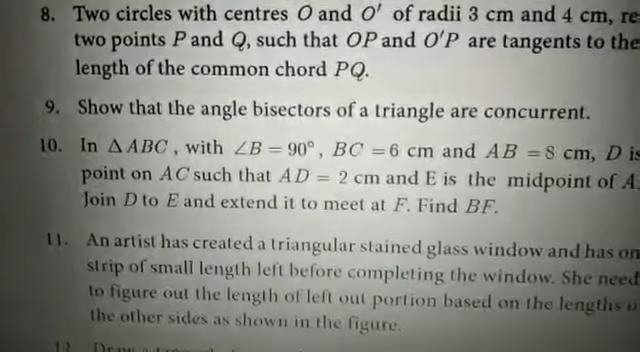 8. Two circles with centres O and O′ of radii 3 cm and 4 cm, re
two points P and Q, such that OP and O′P are tangents to the
length of the common chord PQ.
9. Show that the angle bisectors of a triangle are concurrent.
10. In ΔABC, with ∠B = 90°, BC = 6 cm and AB = 8 cm, D is
point on AC such that AD = 2 cm and E is the midpoint of A
Join D to E and extend it to meet at F. Find BF.
11. An artist has created a triangular stained glass window and has on
strip of small length left before completing the window. She need
to figure out the length of left out portion based on the lengths o
the other sides as shown in the figure.
12